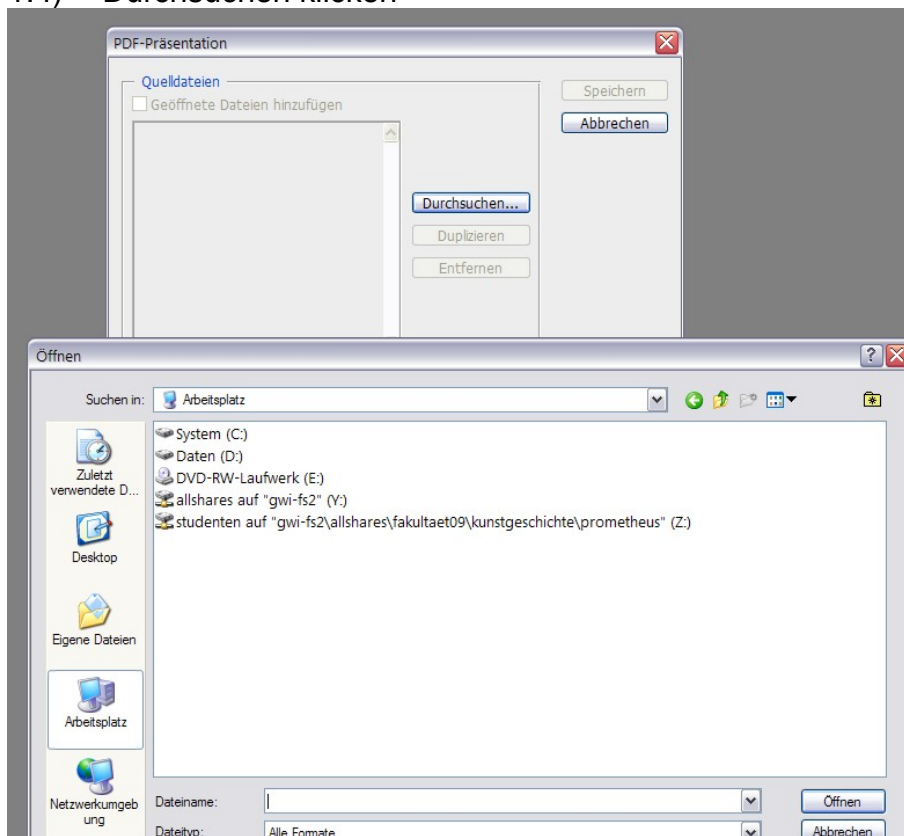 Durchsuchen klicken
PDF-Präsentation
Quelldateien
Geöffnete Dateien hinzufügen
Speichern
Abbrechen
Durchsuchen...
Duplizieren
Entfernen
Öffnen
Suchen in: Arbeitsplatz
System (C:)
Daten (D:)
DVD-RW-Laufwerk (E:)
allshares auf "gwi-fs2" (Y:)
studenten auf "gwi-fs2\allshares\fakultaet09\kunstgeschichte\prometheus" (Z:)
Zuletzt
verwendete D...
Desktop
Eigene Dateien
Arbeitsplatz
Netzwerkumgeb
ung
Dateiname:
Öffnen
Dateityp: Alle Formate
Abbrechen